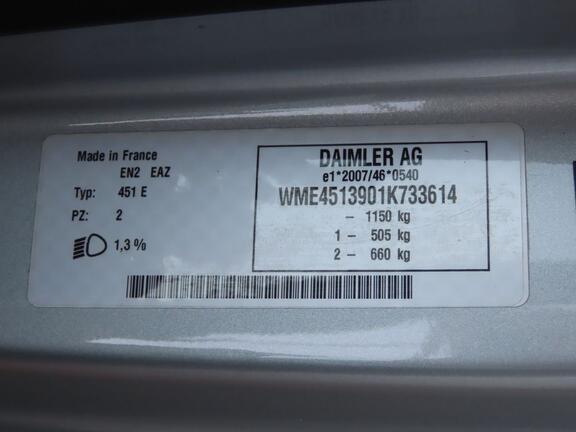 Made in France
EN2 EAZ
Typ: 451 E
PZ: 2
1,3 %
DAIMLER AG
e1*2007/46*0540
WME4513901K733614
– 1150 kg
1 – 505 kg
2 – 660 kg